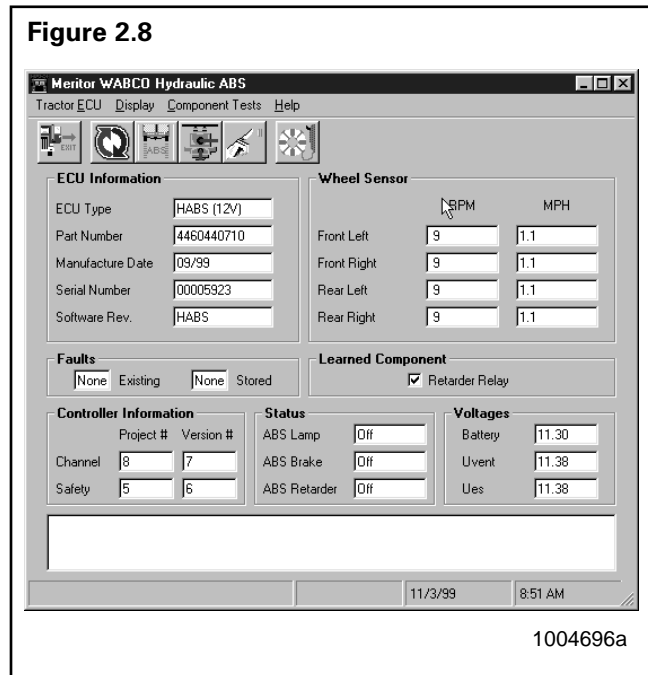 Figure 2.8
Meritor WABCO Hydraulic ABS
Tractor ECU Display Component Tests Help
EXIT ABS
ECU Information
ECU Type HABS (12V)
Part Number 4460440710
Manufacture Date 09/99
Serial Number 00005923
Software Rev. HABS
Wheel Sensor
RPM MPH
Front Left 9 1.1
Front Right 9 1.1
Rear Left 9 1.1
Rear Right 9 1.1
Faults
None Existing None Stored
Learned Component
Retarder Relay
Controller Information
Project # Version #
Channel 8 7
Safety 5 6
Status
ABS Lamp Off
ABS Brake Off
ABS Retarder Off
Voltages
Battery 11.30
Uvent 11.38
Ues 11.38
11/3/99 8:51 AM
1004696a